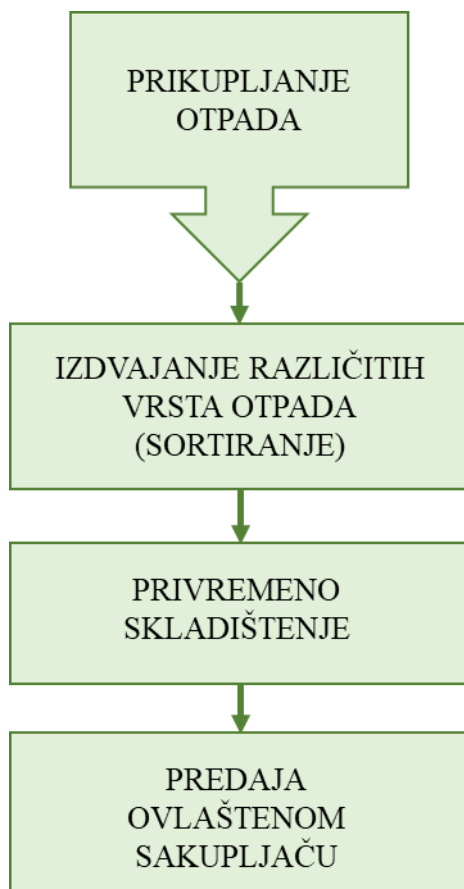 PRIKUPLJANJE
OTPADA
IZDVAJANJE RAZLIČITIH
VRSTA OTPADA
(SORTIRANJE)
PRIVREMENO
SKLADIŠTENJE
PREDAJA
OVLAŠTENOM
SAKUPLJAČU